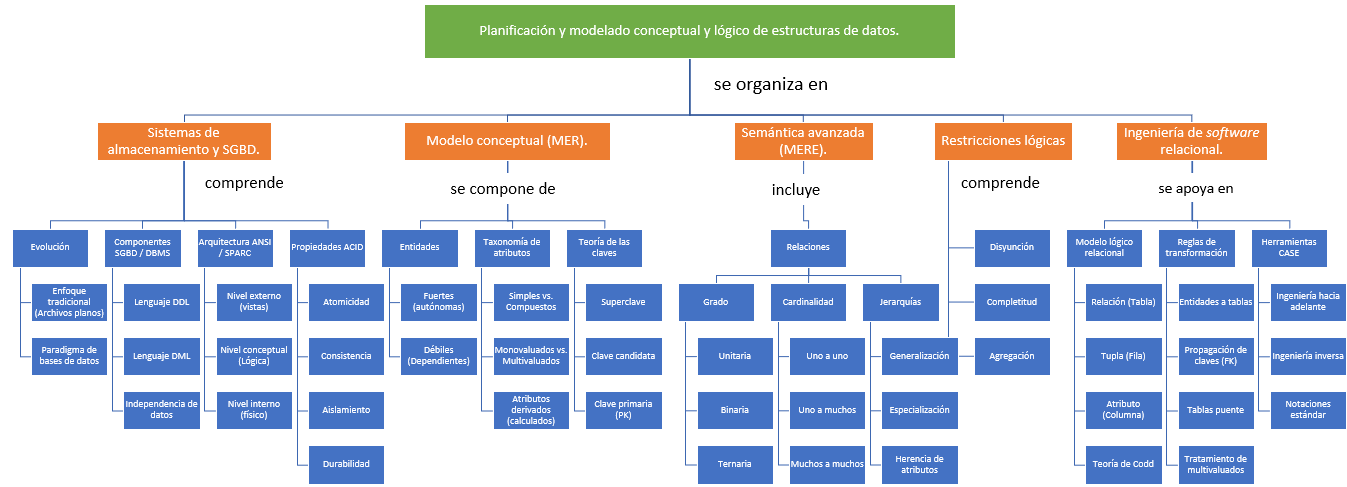 Planificación y modelado conceptual y lógico de estructuras de datos.
se organiza en
Sistemas de
almacenamiento y SGBD.
Modelo conceptual (MER).
Semántica avanzada
(MERE).
Restricciones lógicas
Ingeniería de software
relacional.
comprende
se compone de
incluye
comprende
se apoya en
Evolución
Componentes
SGBD / DBMS
Arquitectura ANSI
/ SPARC
Propiedades ACID
Entidades
Taxonomía de
atributos
Teoría de las
claves
Relaciones
Disyunción
Modelo lógico
relacional
Reglas de
transformación
Herramientas
CASE
Enfoque
tradicional
(Archivos planos)
Paradigma de
bases de datos
Lenguaje DDL
Lenguaje DML
Independencia de
datos
Nivel externo
(vistas)
Nivel conceptual
(Lógica)
Nivel interno
(físico)
Atomicidad
Consistencia
Aislamiento
Durabilidad
Fuertes
(autónomas)
Débiles
(Dependientes)
Simples vs.
Compuestos
Monovaluados vs.
Multivaluados
Atributos
derivados
(calculados)
Superclave
Clave candidata
Clave primaria
(PK)
Grado
Unitaria
Binaria
Ternaria
Cardinalidad
Uno a uno
Uno a muchos
Muchos a muchos
Jerarquías
Generalización
Especialización
Herencia de
atributos
Completitud
Agregación
Relación (Tabla)
Tupla (Fila)
Atributo
(Columna)
Teoría de Codd
Entidades a tablas
Propagación de
claves (FK)
Tablas puente
Tratamiento de
multivaluados
Ingeniería hacia
adelante
Ingeniería inversa
Notaciones
estándar